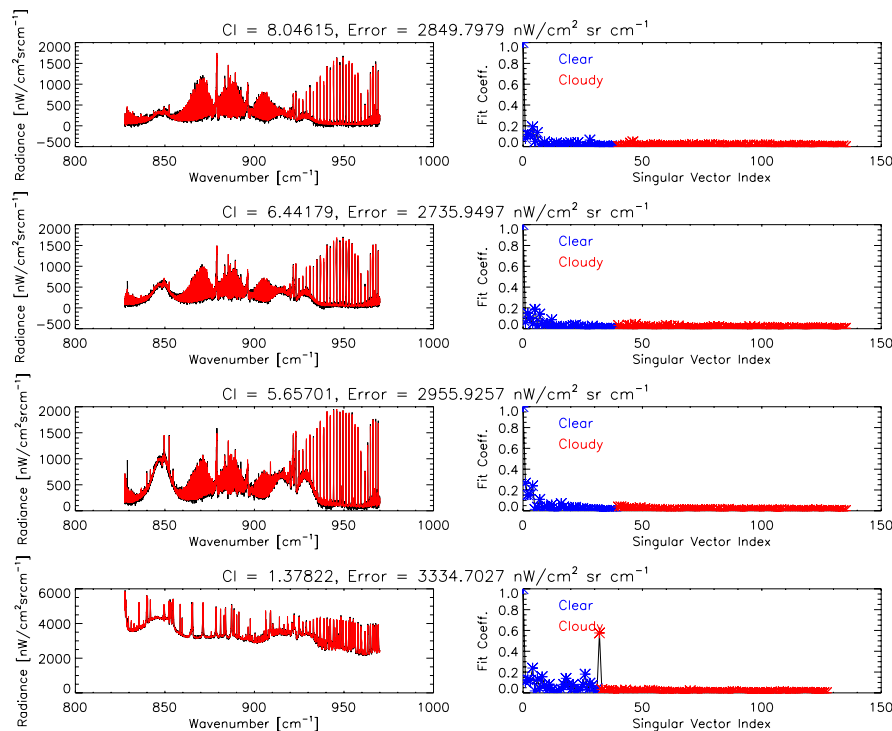 CI = 8.04615, Error = 2849.7979 nW/cm² sr cm⁻¹
Radiance [nW/cm²srcm⁻¹]
2000
1500
1000
500
0
−500
800
850
900
950
1000
Wavenumber [cm⁻¹]
Fit Coeff.
1.0
0.8
0.6
0.4
0.2
0.0
Clear
Cloudy
0
50
100
150
Singular Vector Index
CI = 6.44179, Error = 2735.9497 nW/cm² sr cm⁻¹
Radiance [nW/cm²srcm⁻¹]
2000
1500
1000
500
0
−500
800
850
900
950
1000
Wavenumber [cm⁻¹]
Fit Coeff.
1.0
0.8
0.6
0.4
0.2
0.0
Clear
Cloudy
0
50
100
150
Singular Vector Index
CI = 5.65701, Error = 2955.9257 nW/cm² sr cm⁻¹
Radiance [nW/cm²srcm⁻¹]
2000
1500
1000
500
0
800
850
900
950
1000
Wavenumber [cm⁻¹]
Fit Coeff.
1.0
0.8
0.6
0.4
0.2
0.0
Clear
Cloudy
0
50
100
150
Singular Vector Index
CI = 1.37822, Error = 3334.7027 nW/cm² sr cm⁻¹
Radiance [nW/cm²srcm⁻¹]
6000
4000
2000
0
800
850
900
950
1000
Wavenumber [cm⁻¹]
Fit Coeff.
1.0
0.8
0.6
0.4
0.2
0.0
Clear
Cloudy
0
50
100
150
Singular Vector Index